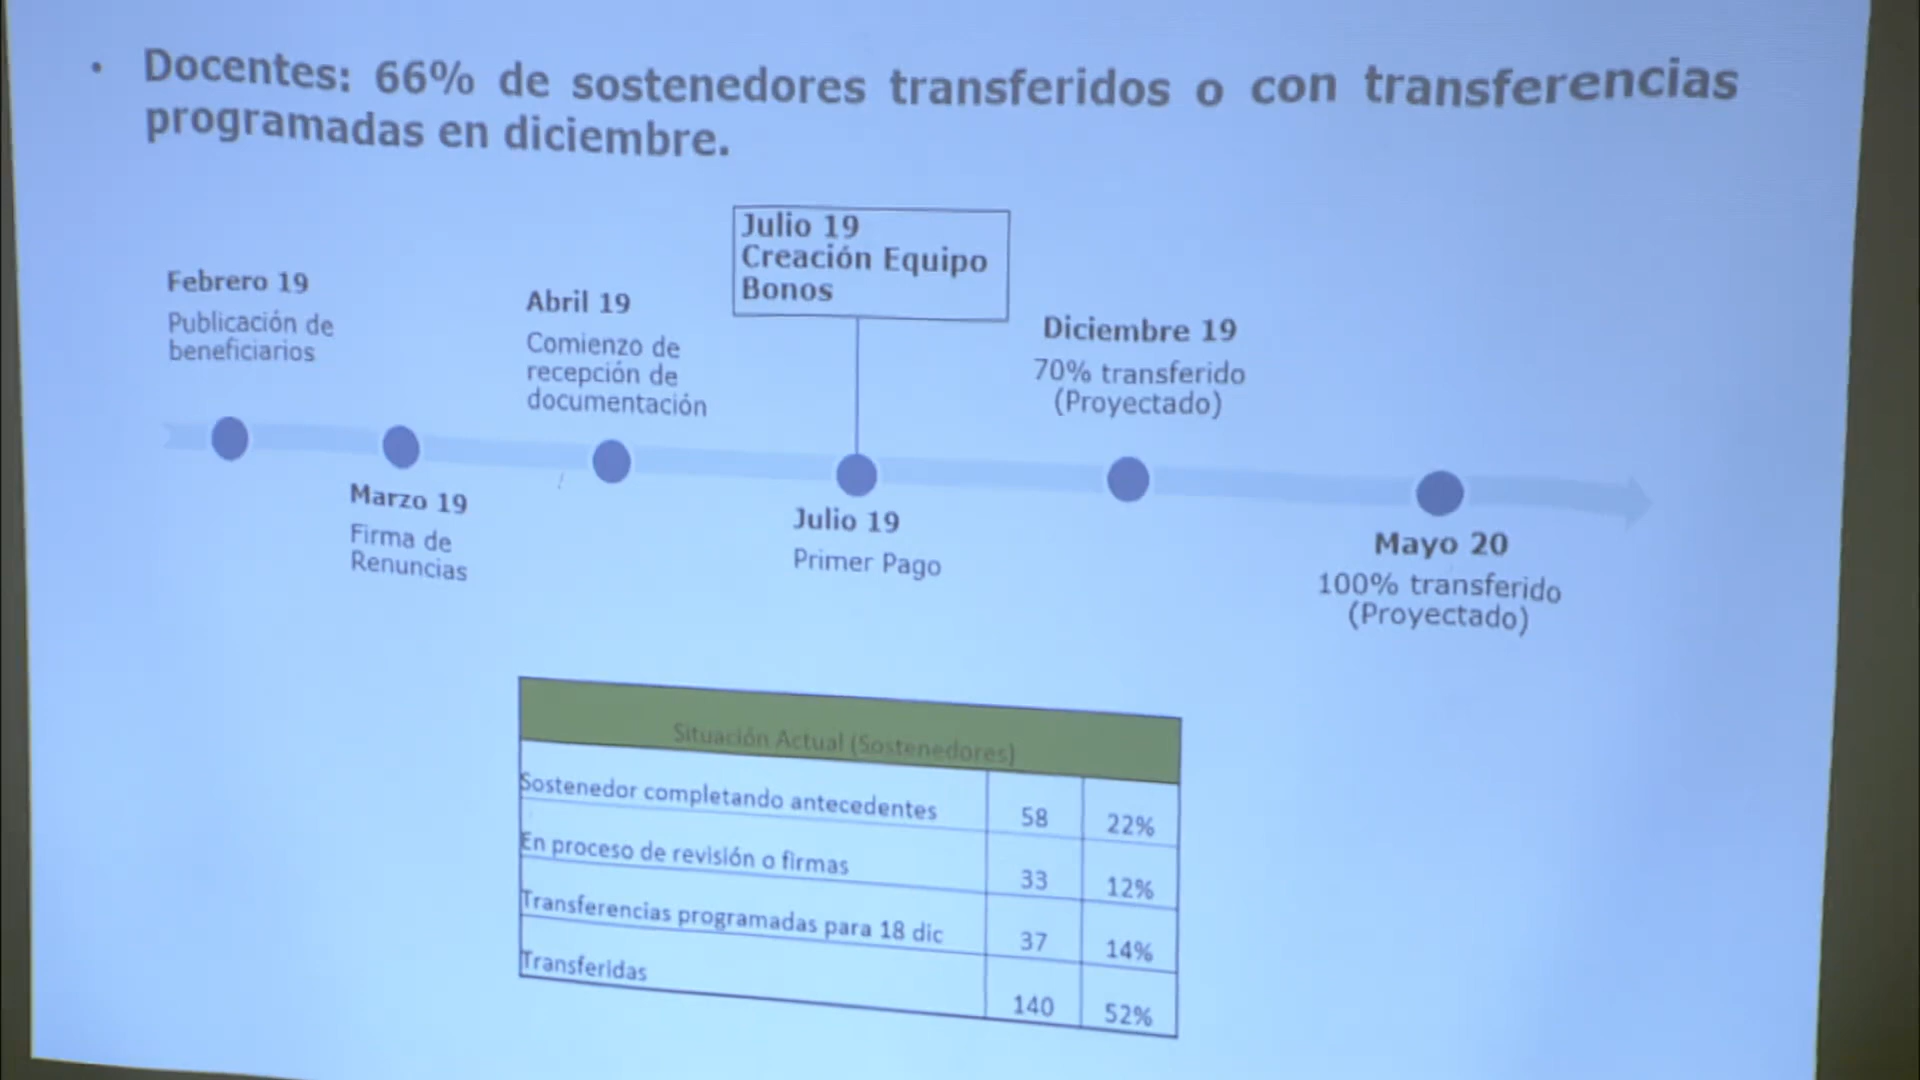 • Docentes: 66% de sostenedores transferidos o con transferencias
programadas en diciembre.
Febrero 19
Publicación de
beneficiarios
Marzo 19
Firma de
Renuncias
Abril 19
Comienzo de
recepción de
documentación
Julio 19
Creación Equipo
Bonos
Julio 19
Primer Pago
Diciembre 19
70% transferido
(Proyectado)
Mayo 20
100% transferido
(Proyectado)
Situación Actual (Sostenedores)
Sostenedor completando antecedentes 58 22%
En proceso de revisión o firmas 33 12%
Transferencias programadas para 18 dic 37 14%
Transferidas 140 52%